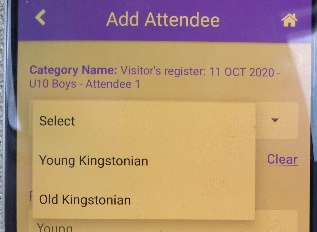 Add Attendee
Category Name: Visitor's register: 11 OCT 2020 -
U10 Boys - Attendee 1
Select
Young Kingstonian
Clear
Old Kingstonian
Young